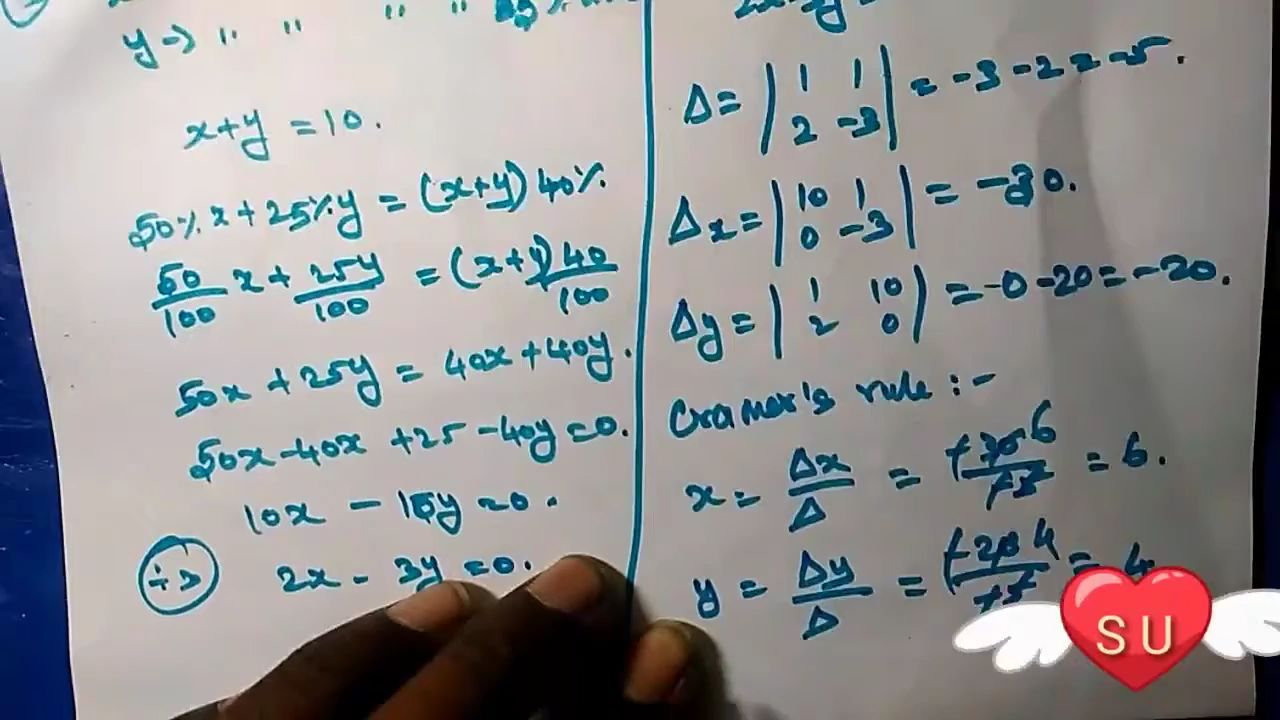 y → " " " "
x+y = 10.
50% x + 25% y = (x+y) 40%
50/100 x + 25y/100 = (x+y) 40/100
50x + 25y = 40x + 40y.
50x - 40x + 25 - 40y = 0.
10x - 15y = 0.
÷5 2x - 3y = 0.
Δ = | 1 1 | = -3 - 2 = -5.
2 -3
Δx = | 10 1 | = -30.
0 -3
Δy = | 1 10 | = -0 - 20 = -20.
2 0
Cramer's rule :-
x = Δx/Δ = -30/-5 = 6.
y = Δy/Δ = -20/-5 = 4
SU